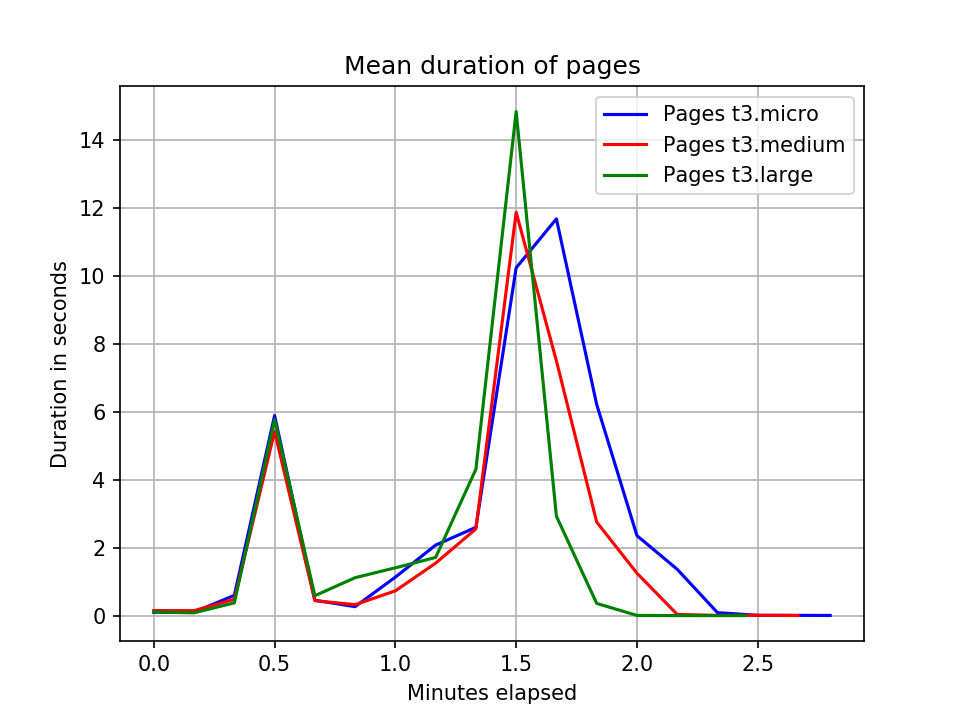 Mean duration of pages
Pages t3.micro
Pages t3.medium
Pages t3.large
Duration in seconds
14
12
10
8
6
4
2
0
0.0 0.5 1.0 1.5 2.0 2.5
Minutes elapsed